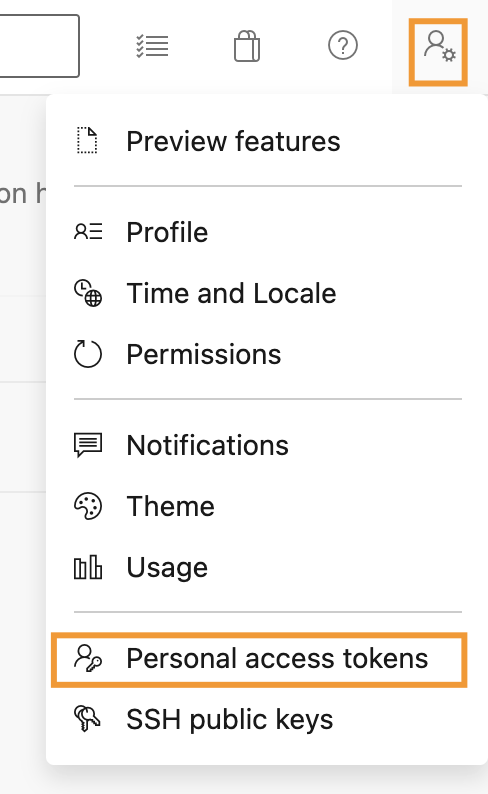 on h
Preview features
Profile
Time and Locale
Permissions
Notifications
Theme
Usage
Personal access tokens
SSH public keys